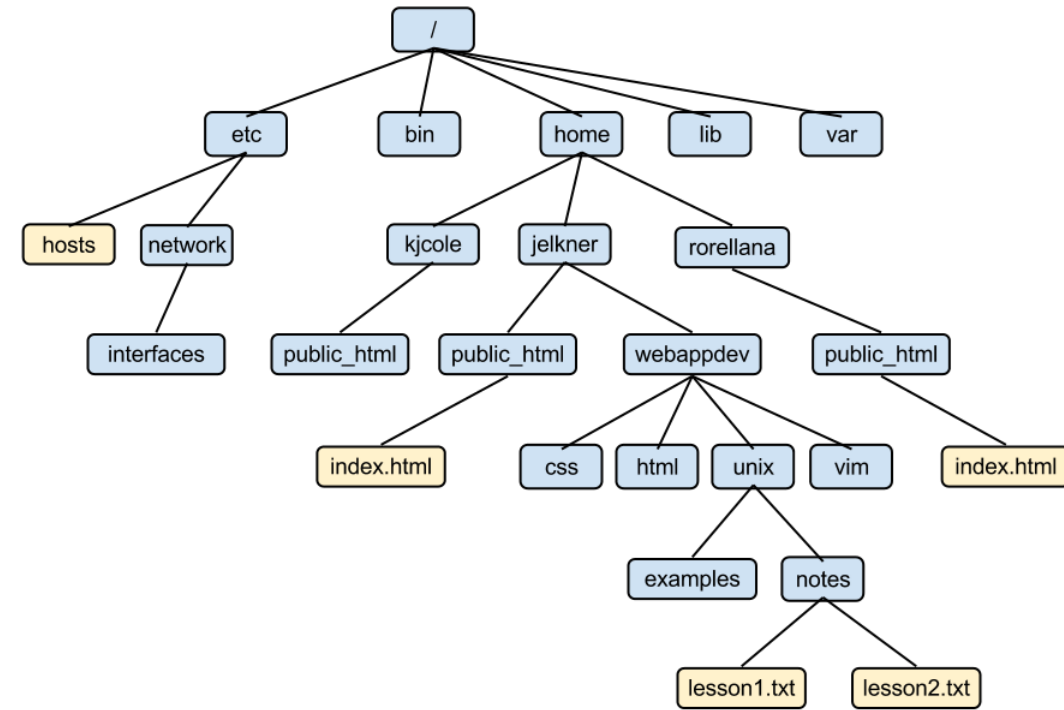 /
etc
bin
home
lib
var
hosts
network
kjcole
jelkner
rorellana
interfaces
public_html
public_html
webappdev
public_html
index.html
css
html
unix
vim
index.html
examples
notes
lesson1.txt
lesson2.txt